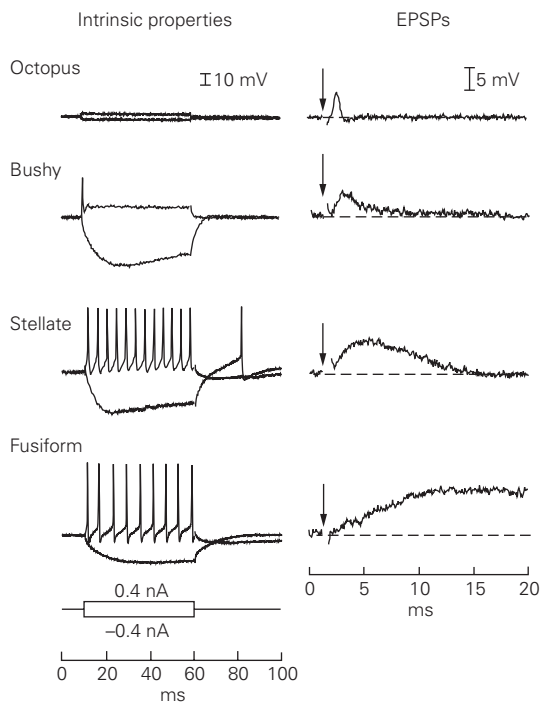 Intrinsic properties
EPSPs
Octopus
10 mV
5 mV
Bushy
Stellate
Fusiform
0.4 nA
–0.4 nA
0 5 10 15 20
ms
0 20 40 60 80 100
ms